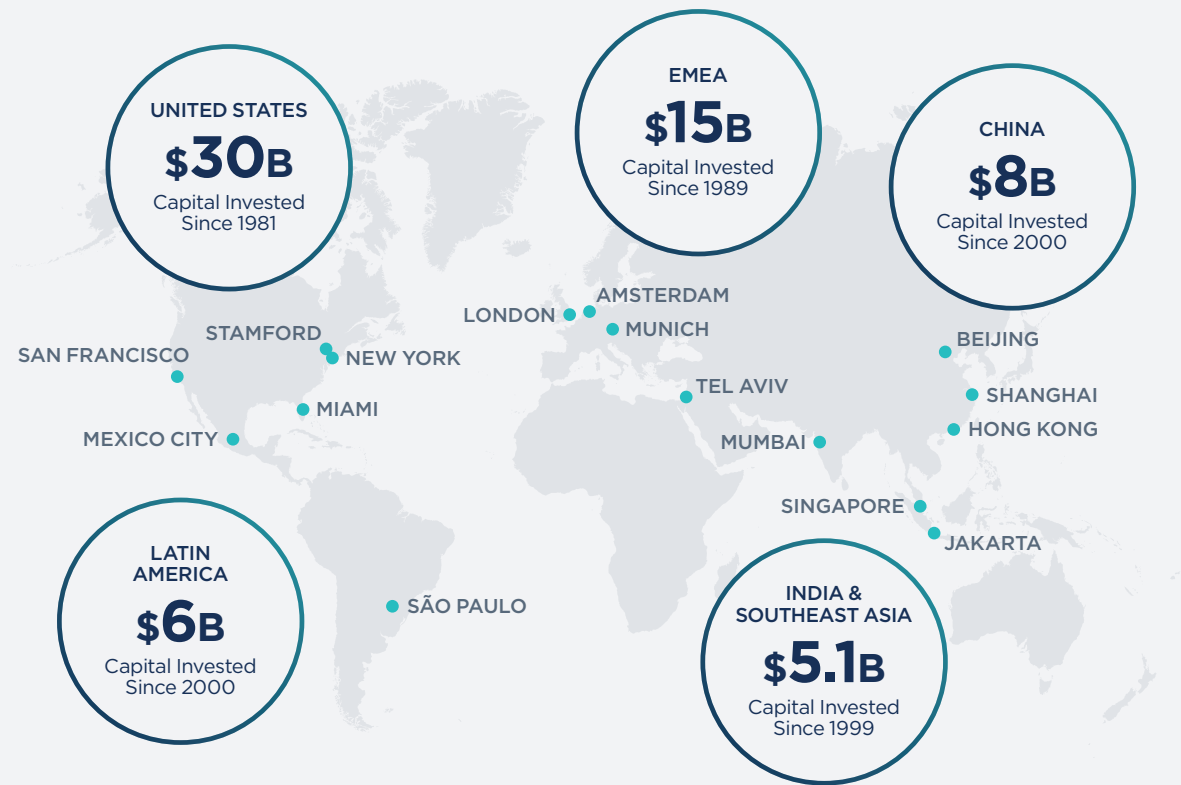 UNITED STATES
$30B
Capital Invested
Since 1981
EMEA
$15B
Capital Invested
Since 1989
CHINA
$8B
Capital Invested
Since 2000
AMSTERDAM
LONDON
MUNICH
STAMFORD
NEW YORK
SAN FRANCISCO
MIAMI
MEXICO CITY
TEL AVIV
MUMBAI
BEIJING
SHANGHAI
HONG KONG
SINGAPORE
JAKARTA
LATIN
AMERICA
$6B
Capital Invested
Since 2000
SÃO PAULO
INDIA &
SOUTHEAST ASIA
$5.1B
Capital Invested
Since 1999